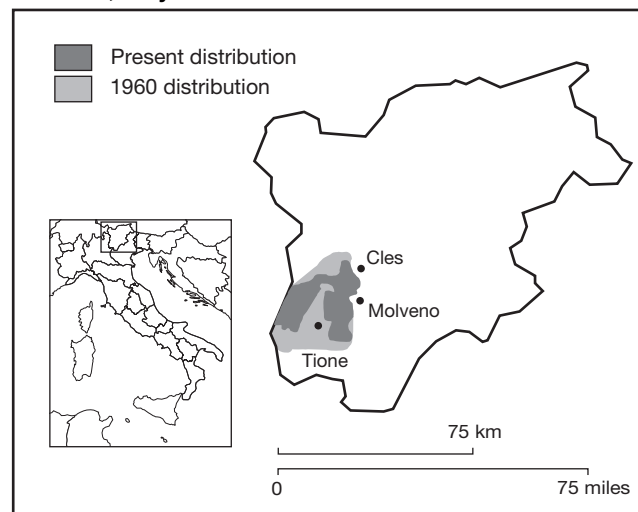 Present distribution
1960 distribution
Cles
Molveno
Tione
75 km
0
75 miles